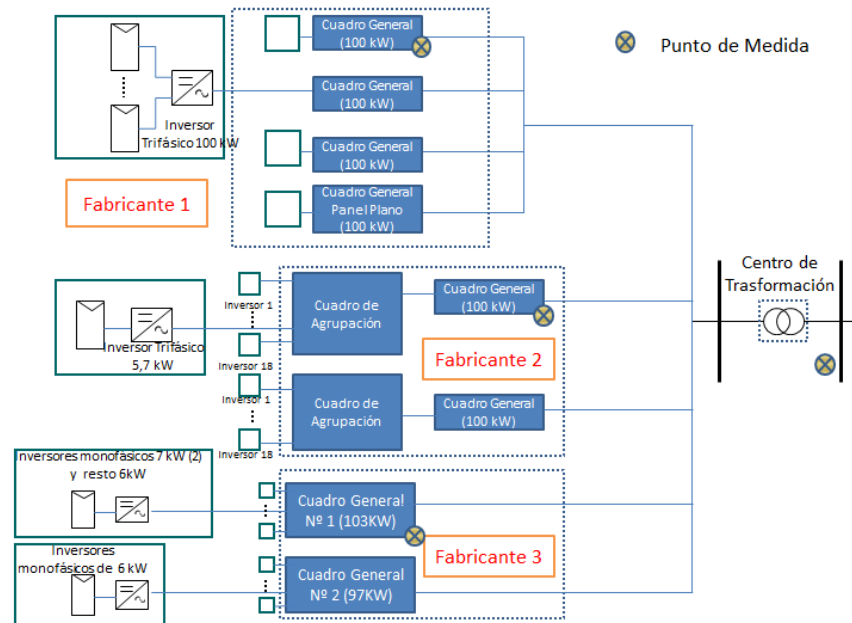 Cuadro General
(100 kW)
Punto de Medida
Inversor
Trifásico 100 kW
Cuadro General
(100 kW)
Cuadro General
(100 kW)
Fabricante 1
Cuadro General
Panel Plano
(100 kW)
Centro de
Trasformación
Inversor 1
Cuadro de
Agrupación
Cuadro General
(100 kW)
Inversor Trifásico
5,7 kW
Inversor 18
Fabricante 2
Inversor 1
Cuadro de
Agrupación
Cuadro General
(100 kW)
Inversor 18
Inversores monofásicos 7 kW (2)
y resto 6kW
Cuadro General
Nº 1 (103KW)
Fabricante 3
Inversores
monofásicos de 6 kW
Cuadro General
Nº 2 (97KW)